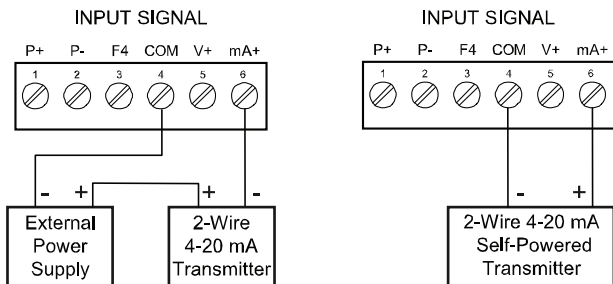 INPUT SIGNAL
P+ P- F4 COM V+ mA+
1 2 3 4 5 6
- + + -
External
Power
Supply
2-Wire
4-20 mA
Transmitter
INPUT SIGNAL
P+ P- F4 COM V+ mA+
1 2 3 4 5 6
- +
2-Wire 4-20 mA
Self-Powered
Transmitter